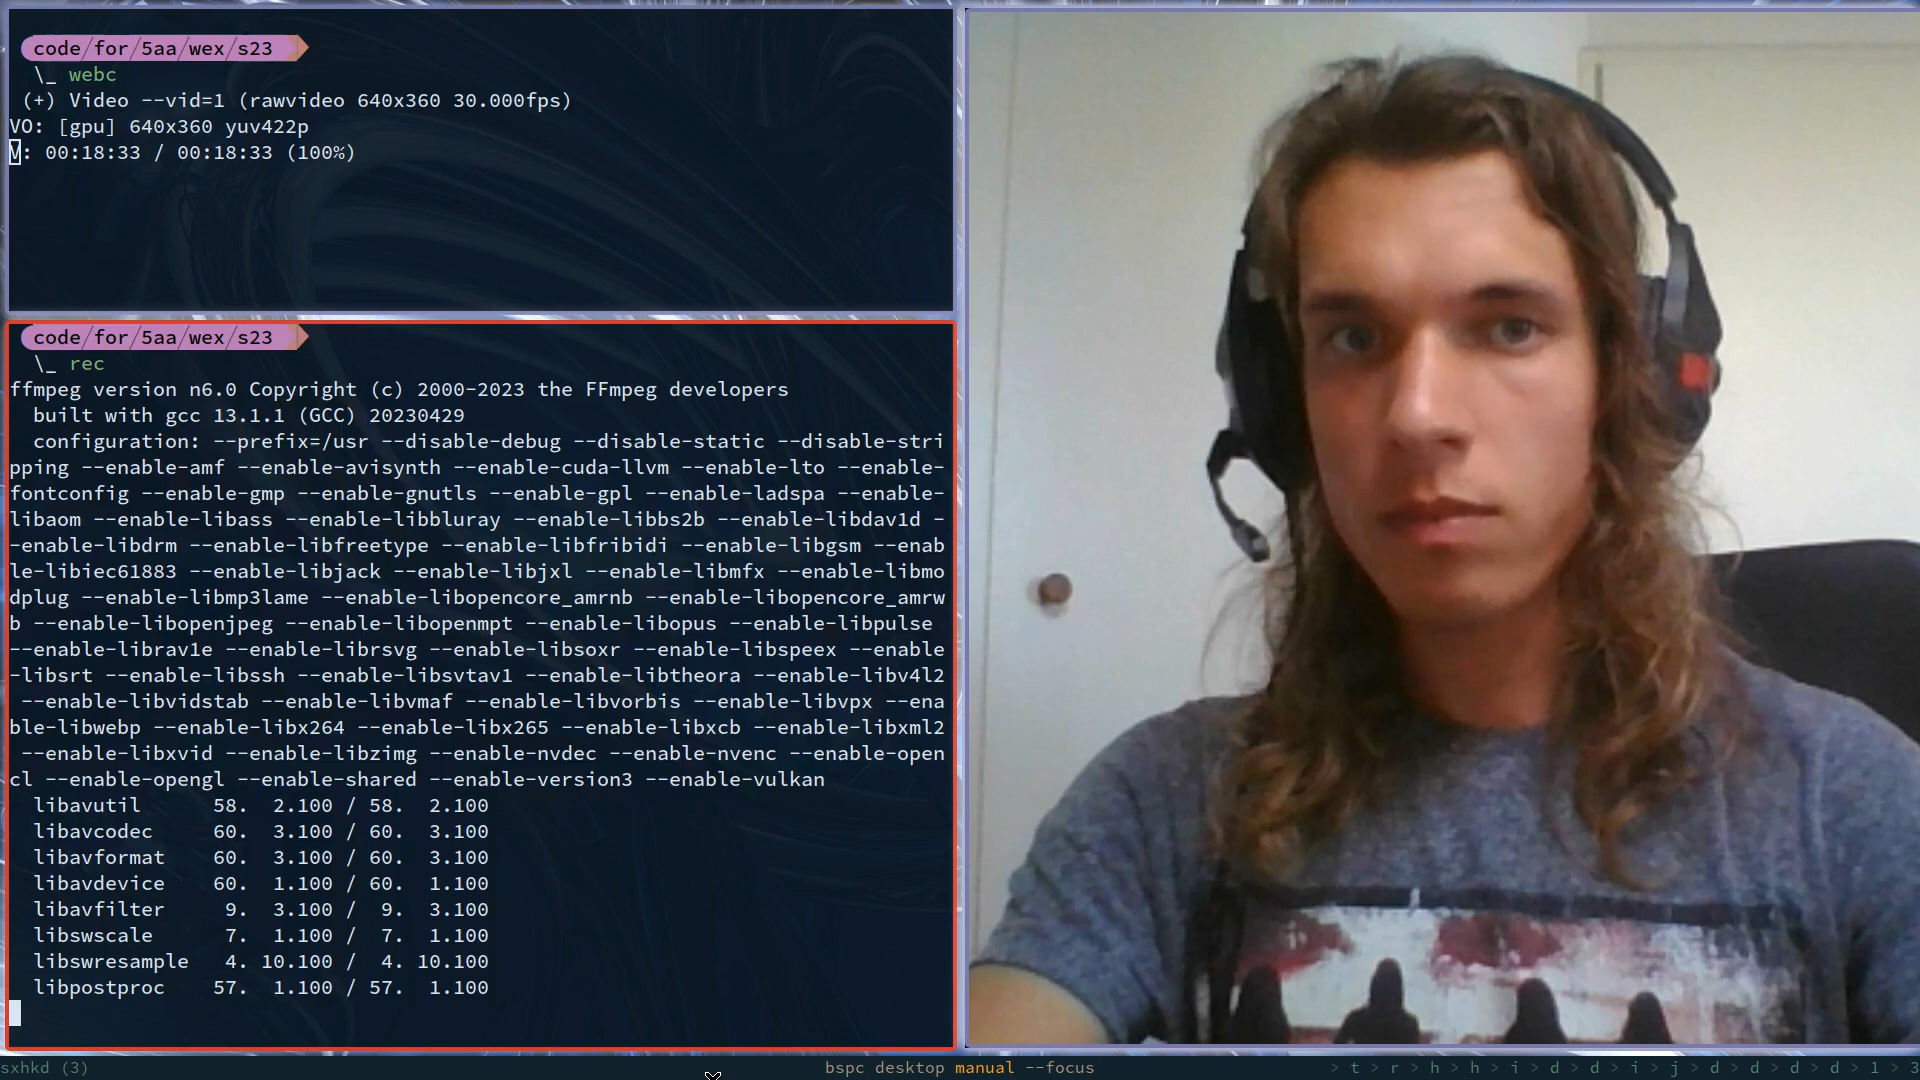 code/for/5aa/wex/s23
\_ webc
(+) Video --vid=1 (rawvideo 640x360 30.000fps)
VO: [gpu] 640x360 yuv422p
V: 00:18:33 / 00:18:33 (100%)
code/for/5aa/wex/s23
\_ rec
ffmpeg version n6.0 Copyright (c) 2000-2023 the FFmpeg developers
built with gcc 13.1.1 (GCC) 20230429
configuration: --prefix=/usr --disable-debug --disable-static --disable-stri
pping --enable-amf --enable-avisynth --enable-cuda-llvm --enable-lto --enable-
fontconfig --enable-gmp --enable-gnutls --enable-gpl --enable-ladspa --enable-
libaom --enable-libass --enable-libbluray --enable-libbs2b --enable-libdav1d -
-enable-libdrm --enable-libfreetype --enable-libfribidi --enable-libgsm --enab
le-libiec61883 --enable-libjack --enable-libjxl --enable-libmfx --enable-libmo
dplug --enable-libmp3lame --enable-libopencore_amrnb --enable-libopencore_amrw
b --enable-libopenjpeg --enable-libopenmpt --enable-libopus --enable-libpulse
--enable-librav1e --enable-librsvg --enable-libsoxr --enable-libspeex --enable
-libsrt --enable-libssh --enable-libsvtav1 --enable-libtheora --enable-libv4l2
--enable-libvidstab --enable-libvmaf --enable-libvorbis --enable-libvpx --ena
ble-libwebp --enable-libx264 --enable-libx265 --enable-libxcb --enable-libxml2
--enable-libxvid --enable-libzimg --enable-nvdec --enable-nvenc --enable-open
cl --enable-opengl --enable-shared --enable-version3 --enable-vulkan
libavutil 58. 2.100 / 58. 2.100
libavcodec 60. 3.100 / 60. 3.100
libavformat 60. 3.100 / 60. 3.100
libavdevice 60. 1.100 / 60. 1.100
libavfilter 9. 3.100 / 9. 3.100
libswscale 7. 1.100 / 7. 1.100
libswresample 4. 10.100 / 4. 10.100
libpostproc 57. 1.100 / 57. 1.100
sxhkd (3) bspc desktop manual --focus > t > r > h > h > i > d > d > i > j > d > d > d > d > l > 3